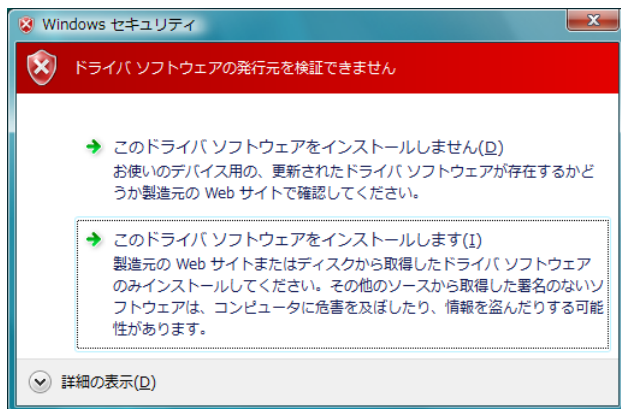 Windows セキュリティ
ドライバ ソフトウェアの発行元を検証できません
このドライバ ソフトウェアをインストールしません(D)
お使いのデバイス用の、更新されたドライバ ソフトウェアが存在するかど
うか製造元の Web サイトで確認してください。
このドライバ ソフトウェアをインストールします(I)
製造元の Web サイトまたはディスクから取得したドライバ ソフトウェア
のみインストールしてください。その他のソースから取得した署名のないソ
フトウェアは、コンピュータに危害を及ぼしたり、情報を盗んだりする可能
性があります。
詳細の表示(D)